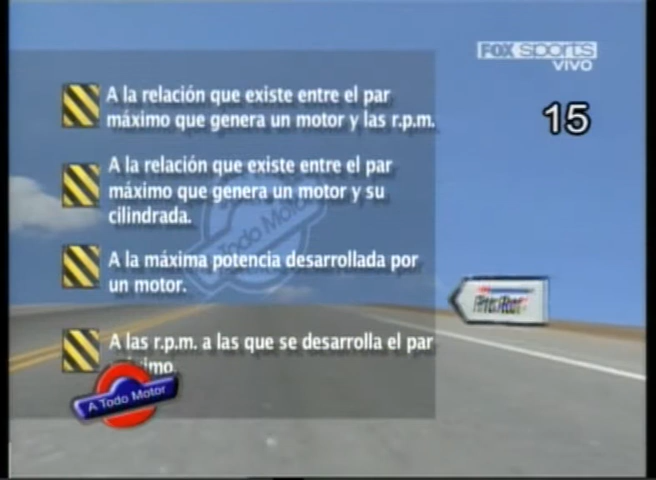 FOX SPORTS
VIVO
15
A la relación que existe entre el par
máximo que genera un motor y las r.p.m.
A la relación que existe entre el par
máximo que genera un motor y su
cilindrada.
A la máxima potencia desarrollada por
un motor.
A las r.p.m. a las que se desarrolla el par
A Todo Motor
A Todo Motor